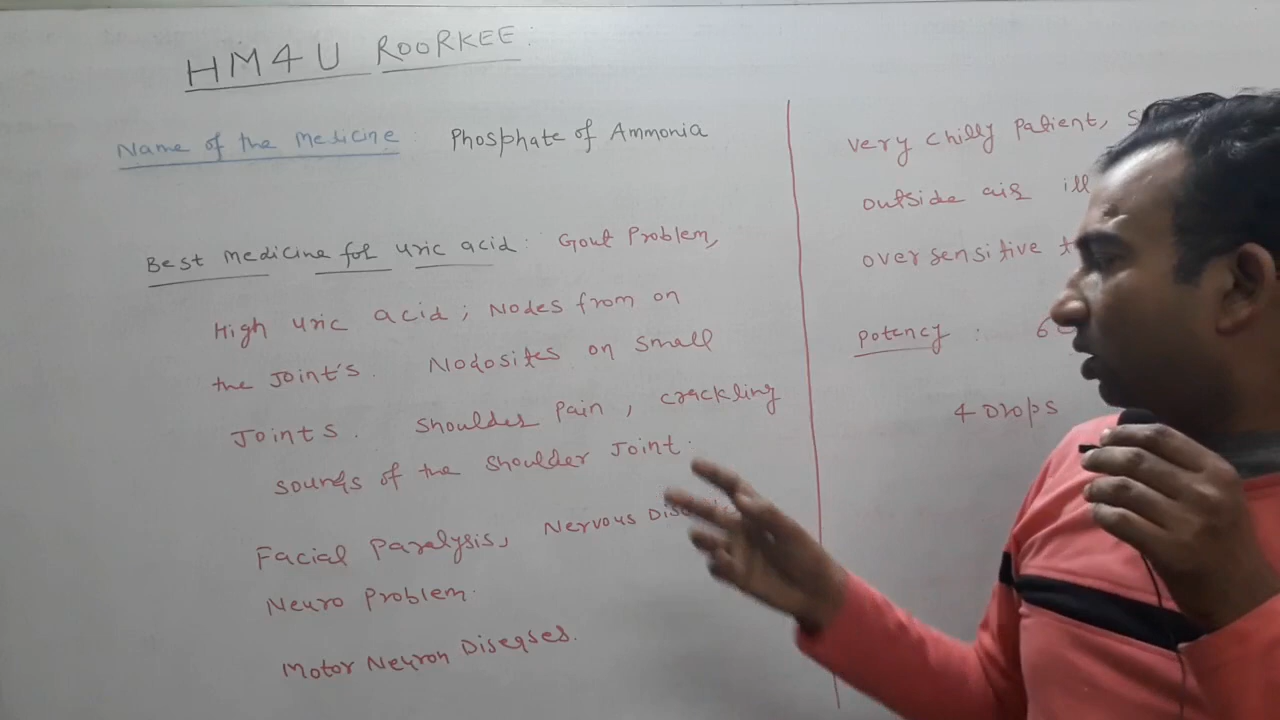 HM4U ROORKEE:
Name of the medicine : Phosphate of Ammonia
Best medicine for uric acid: Gout Problem,
High uric acid; Nodes from on
the Joint's. Nodosites on small
Joints. Shoulder Pain, crackling
sounds of the shoulder Joint.
Facial Paralysis, Nervous
Neuro Problem.
Motor Neuron Diseases.
very chilly Patient,
outside air ill
over sensitive
Potency :
4 Drops